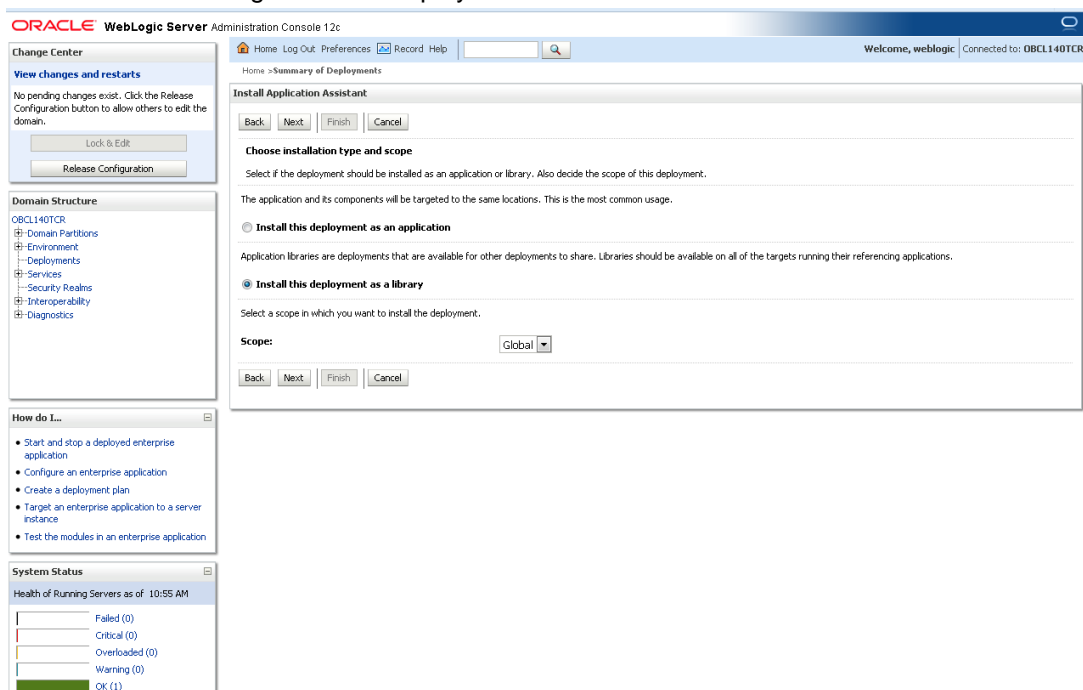 ORACLE WebLogic Server Administration Console 12c
Change Center
View changes and restarts
No pending changes exist. Click the Release
Configuration button to allow others to edit the
domain.
Lock & Edit
Release Configuration
Domain Structure
OBCL140TCR
Domain Partitions
Environment
Deployments
Services
Security Realms
Interoperability
Diagnostics
How do I...
Start and stop a deployed enterprise
application
Configure an enterprise application
Create a deployment plan
Target an enterprise application to a server
instance
Test the modules in an enterprise application
System Status
Health of Running Servers as of 10:55 AM
Failed (0)
Critical (0)
Overloaded (0)
Warning (0)
OK (1)
Home Log Out Preferences Record Help
Welcome, weblogic Connected to: OBCL140TCR
Home >Summary of Deployments
Install Application Assistant
Back Next Finish Cancel
Choose installation type and scope
Select if the deployment should be installed as an application or library. Also decide the scope of this deployment.
The application and its components will be targeted to the same locations. This is the most common usage.
Install this deployment as an application
Application libraries are deployments that are available for other deployments to share. Libraries should be available on all of the targets running their referencing applications.
Install this deployment as a library
Select a scope in which you want to install the deployment.
Scope: Global
Back Next Finish Cancel